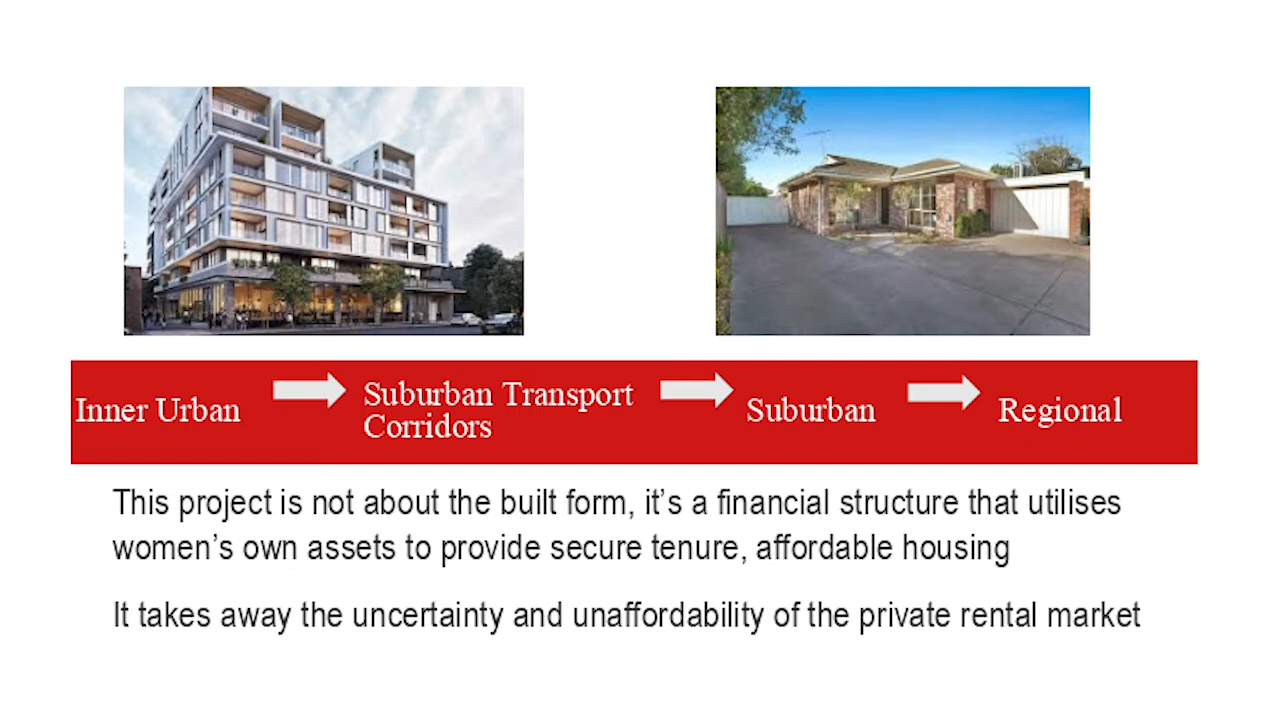 Inner Urban
Suburban Transport
Corridors
Suburban
Regional
This project is not about the built form, it’s a financial structure that utilises
women’s own assets to provide secure tenure, affordable housing
It takes away the uncertainty and unaffordability of the private rental market